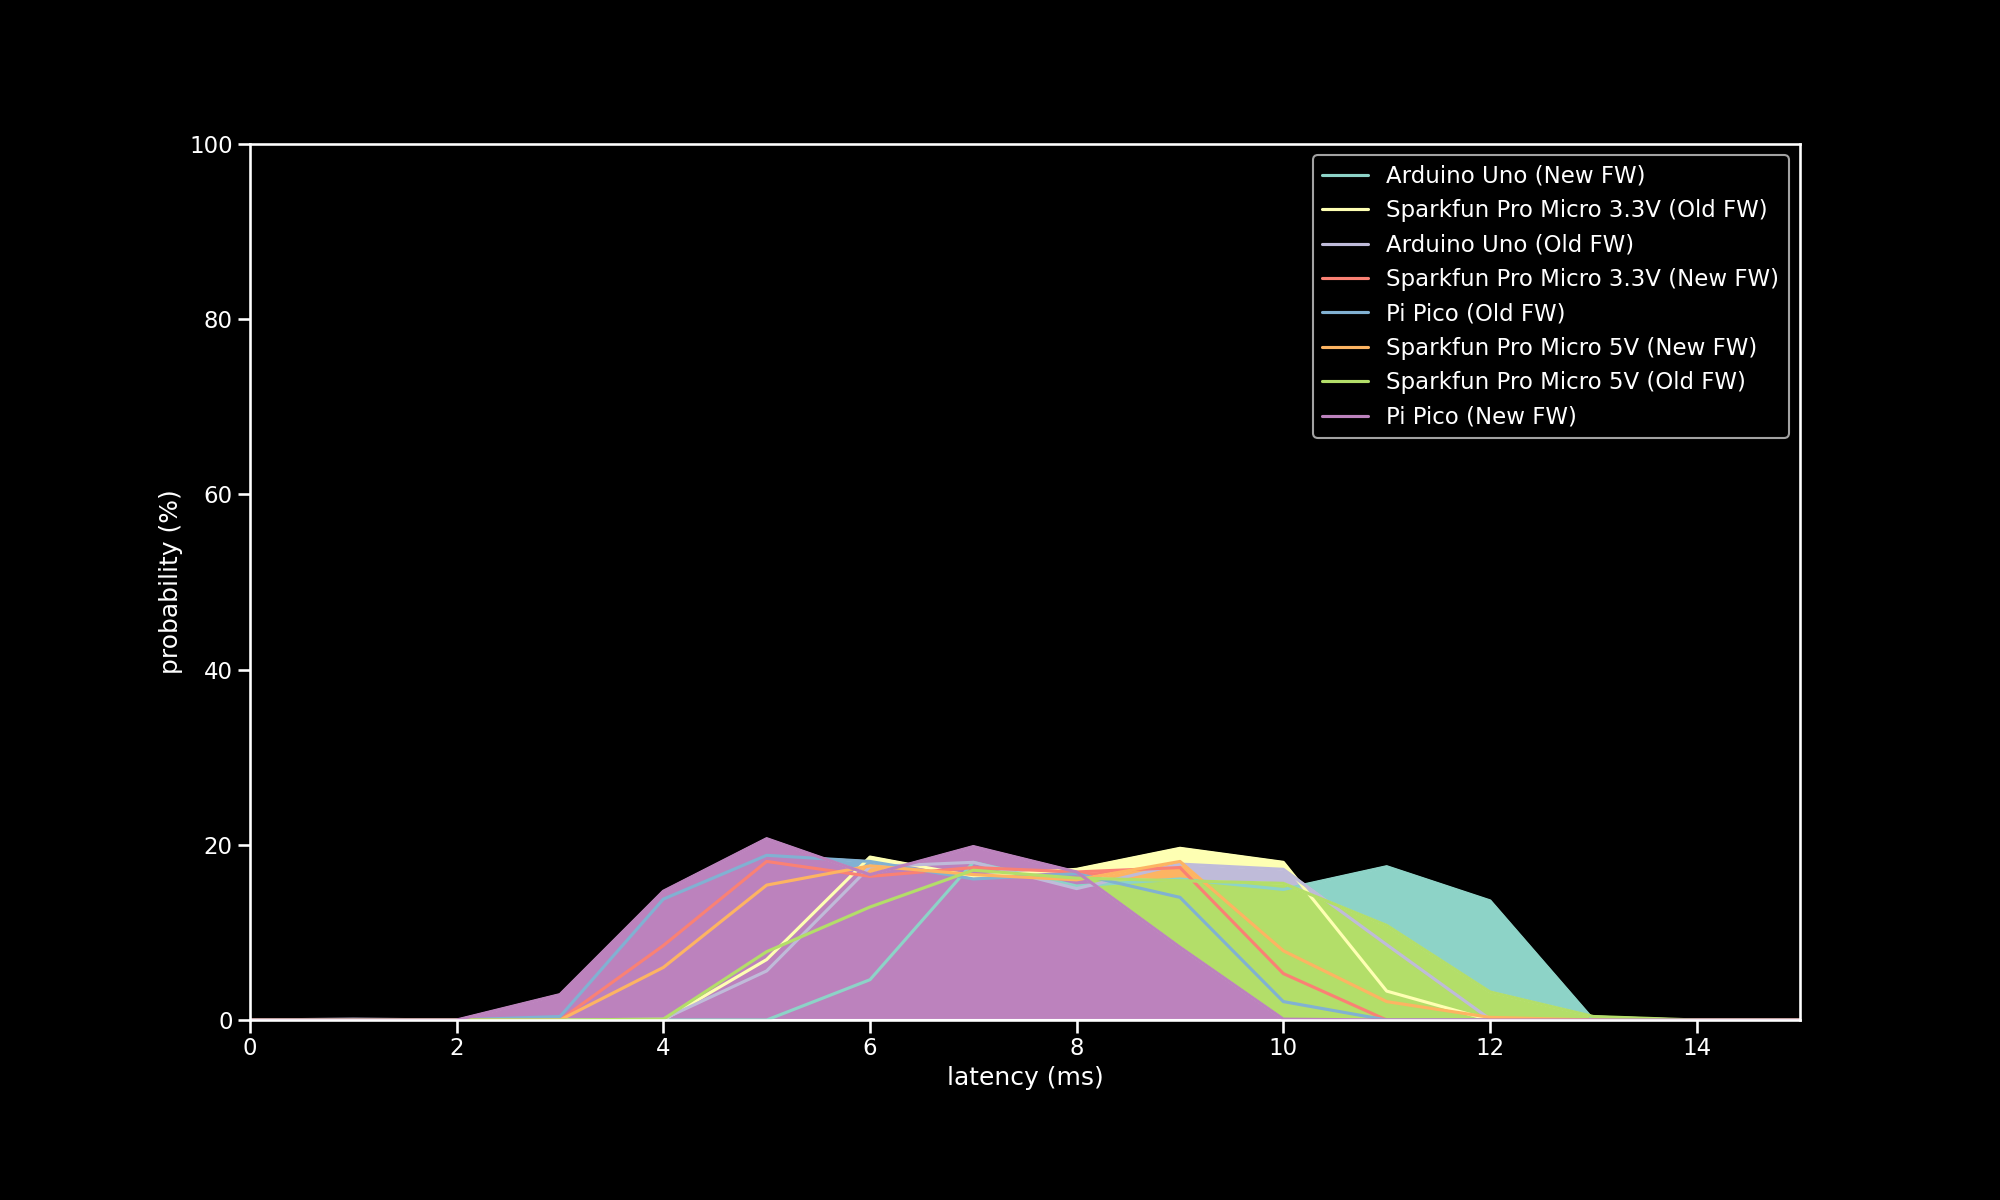 100
80
60
40
20
0
probability (%)
Arduino Uno (New FW)
Sparkfun Pro Micro 3.3V (Old FW)
Arduino Uno (Old FW)
Sparkfun Pro Micro 3.3V (New FW)
Pi Pico (Old FW)
Sparkfun Pro Micro 5V (New FW)
Sparkfun Pro Micro 5V (Old FW)
Pi Pico (New FW)
0 2 4 6 8 10 12 14
latency (ms)